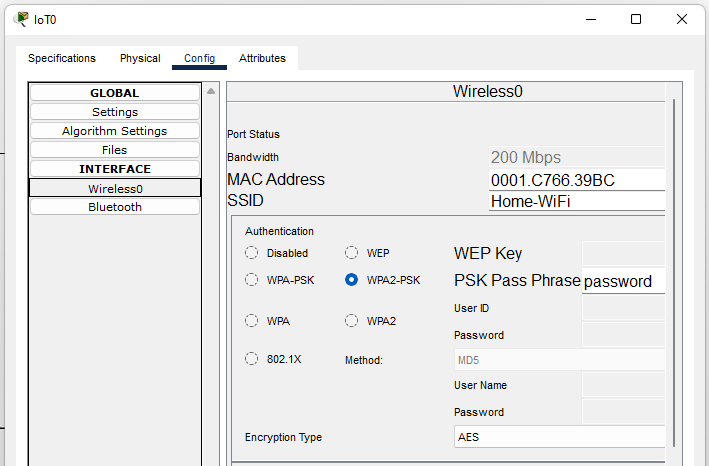 IoT0
Specifications Physical Config Attributes
GLOBAL
Settings
Algorithm Settings
Files
INTERFACE
Wireless0
Bluetooth
Wireless0
Port Status
Bandwidth 200 Mbps
MAC Address 0001.C766.39BC
SSID Home-WiFi
Authentication
Disabled WEP WEP Key
WPA-PSK WPA2-PSK PSK Pass Phrase password
User ID
WPA WPA2 Password
802.1X Method: MD5
User Name
Password
Encryption Type AES